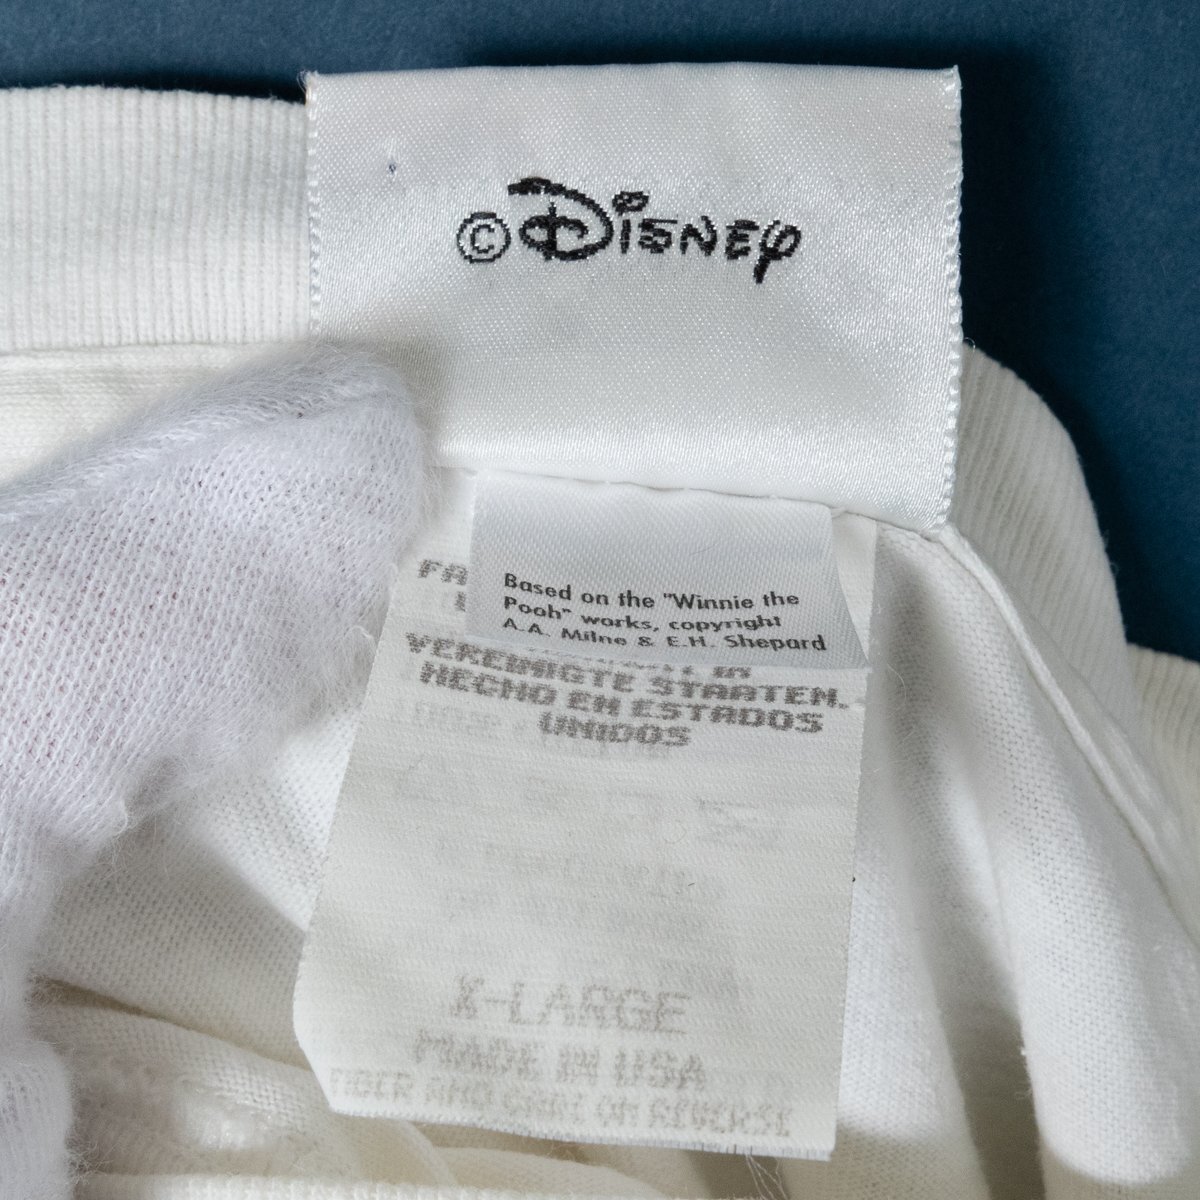 ©Disney
Based on the "Winnie the
Pooh" works, copyright
A.A. Milne & E.H. Shepard
FA
VEREINIGTE STAATEN.
HECHO EN ESTADOS
UNIDOS
X-LARGE
MADE IN USA
FIBER AND CARE ON REVERSE